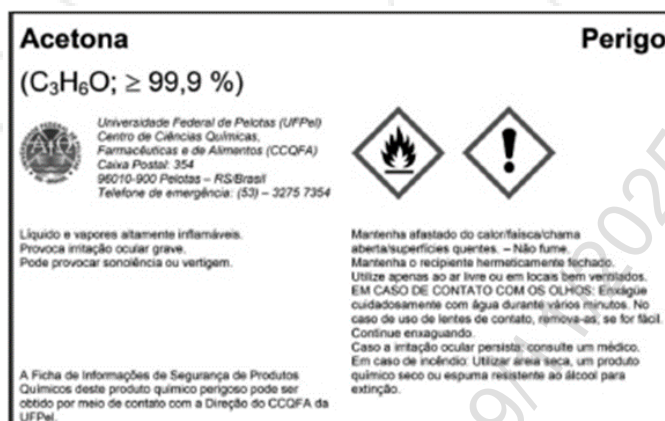 Acetona
Perigo
(C₃H₆O; ≥ 99,9 %)
Universidade Federal de Pelotas (UFPel)
Centro de Ciências Químicas,
Farmacêuticas e de Alimentos (CCQFA)
Caixa Postal: 354
96010-900 Pelotas – RS/Brasil
Telefone de emergência: (53) – 3275 7354
Líquido e vapores altamente inflamáveis.
Provoca irritação ocular grave.
Pode provocar sonolência ou vertigem.
A Ficha de Informações de Segurança de Produtos
Químicos deste produto químico perigoso pode ser
obtido por meio de contato com a Direção do CCQFA da
UFPel.
Mantenha afastado do calor/faísca/chama
aberta/superfícies quentes. – Não fume.
Mantenha o recipiente hermeticamente fechado.
Utilize apenas ao ar livre ou em locais bem ventilados.
EM CASO DE CONTATO COM OS OLHOS: Enxágue
cuidadosamente com água durante vários minutos. No
caso de uso de lentes de contato, remova-as, se for fácil.
Continue enxaguando.
Caso a irritação ocular persista: consulte um médico.
Em caso de incêndio: Utilizar areia seca, um produto
químico seco ou espuma resistente ao álcool para
extinção.